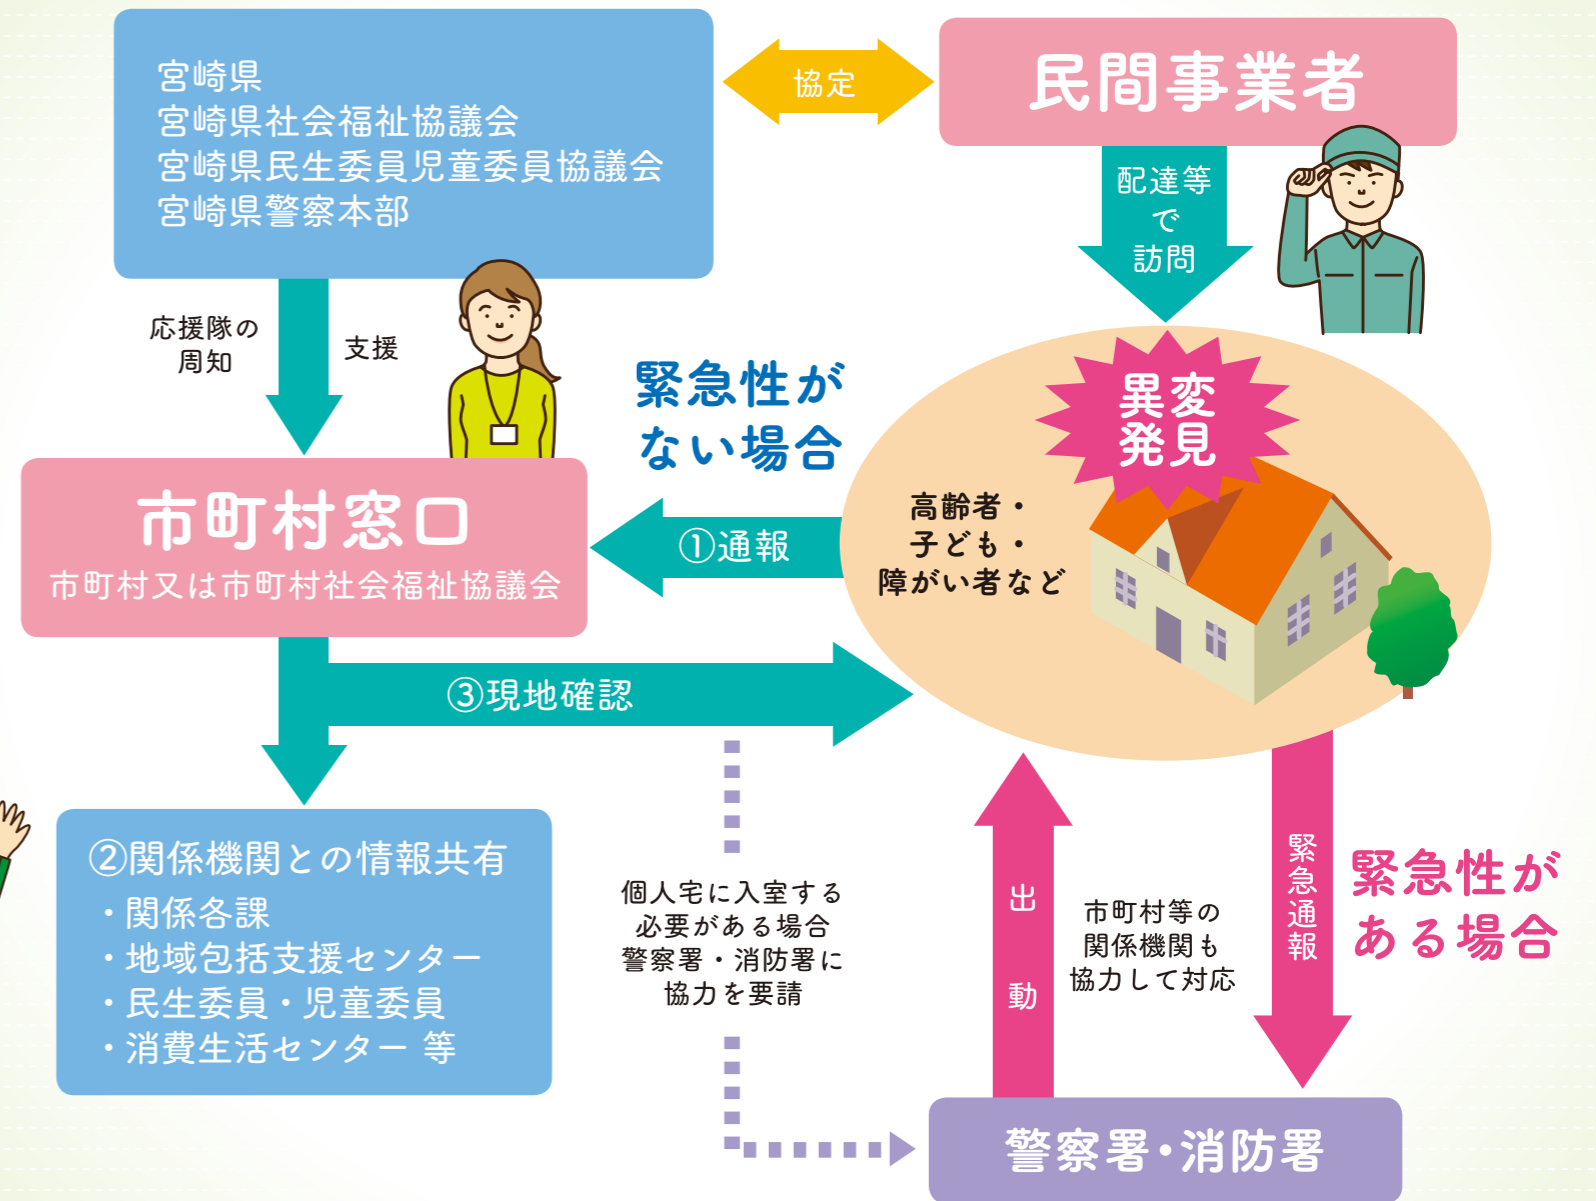 宮崎県
宮崎県社会福祉協議会
宮崎県民生委員児童委員協議会
宮崎県警察本部
協定
民間事業者
配達等
で
訪問
応援隊の
周知
支援
緊急性が
ない場合
異変
発見
高齢者・
子ども・
障がい者など
市町村窓口
市町村又は市町村社会福祉協議会
①通報
③現地確認
②関係機関との情報共有
・関係各課
・地域包括支援センター
・民生委員・児童委員
・消費生活センター 等
個人宅に入室する
必要がある場合
警察署・消防署に
協力を要請
出動
市町村等の
関係機関も
協力して対応
緊急通報
緊急性が
ある場合
警察署・消防署